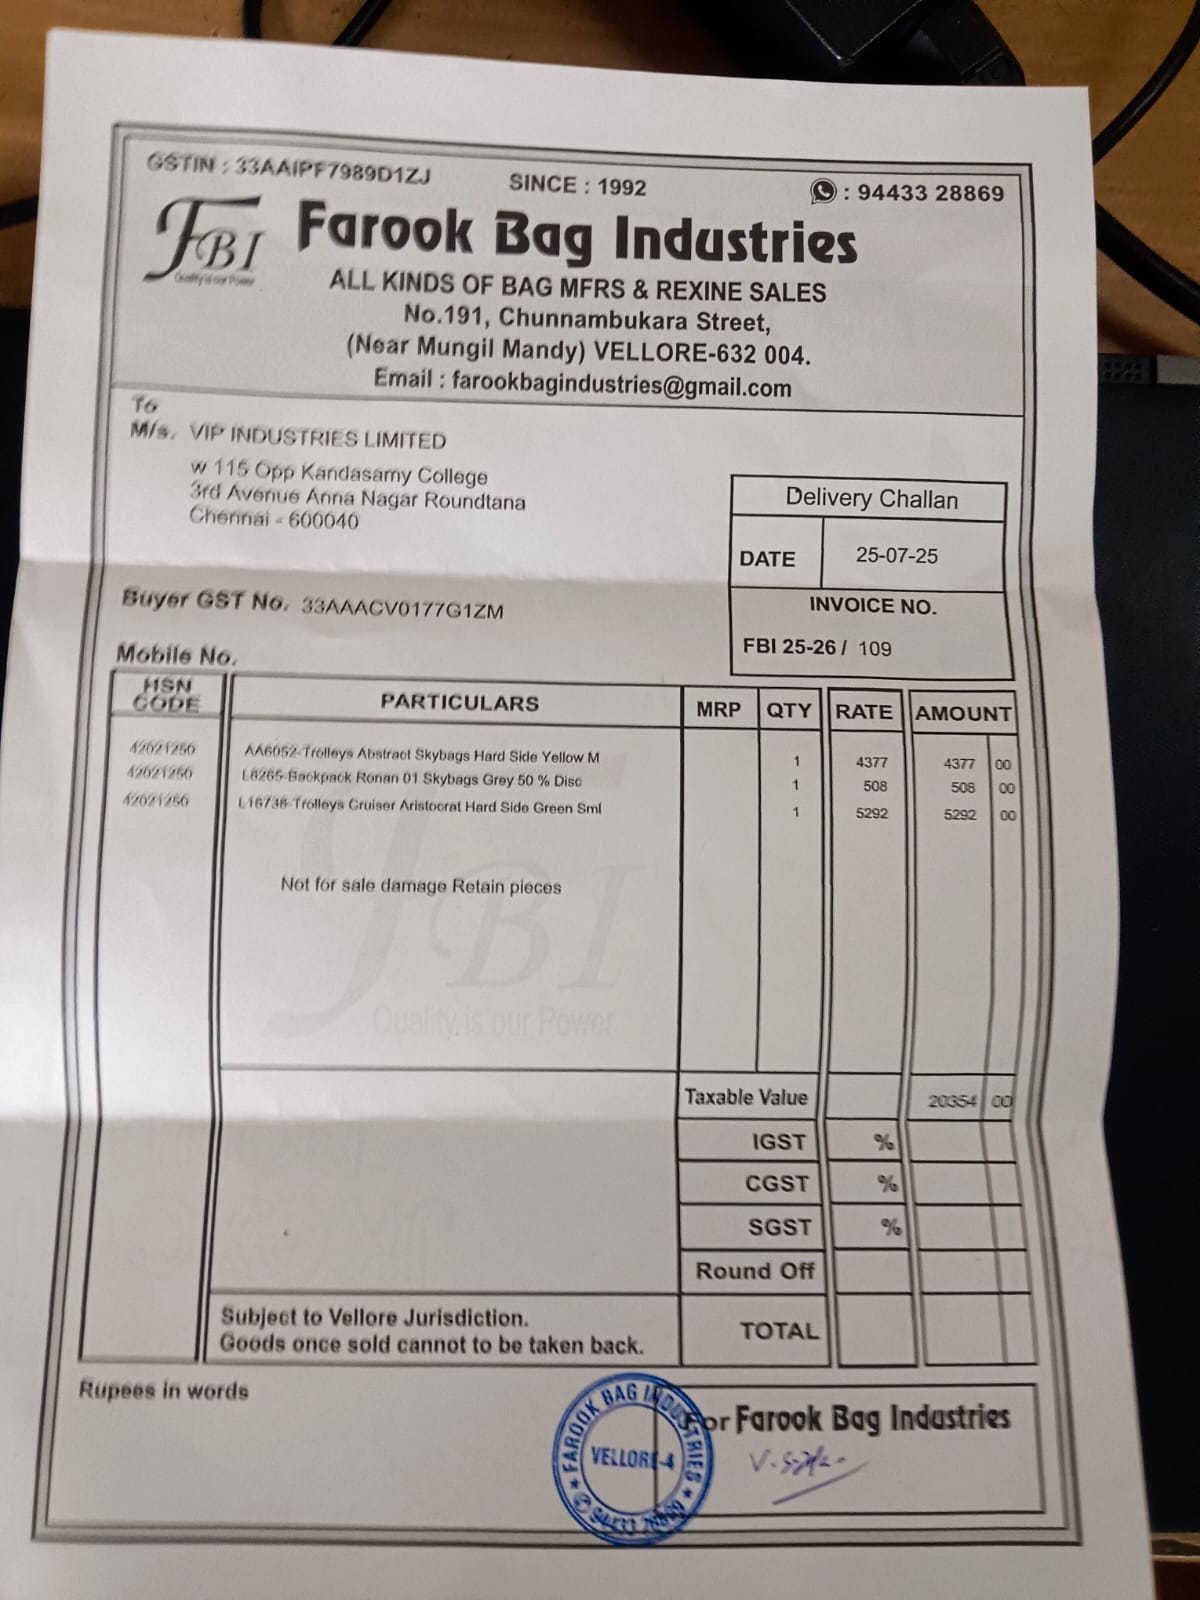 GSTIN : 33AAIPF7989D1ZJ
SINCE : 1992
: 94433 28869
FBI
Quality is our Power
Farook Bag Industries
ALL KINDS OF BAG MFRS & REXINE SALES
No.191, Chunnambukara Street,
(Near Mungil Mandy) VELLORE-632 004.
Email : farookbagindustries@gmail.com
To
M/s. VIP INDUSTRIES LIMITED
w 115 Opp Kandasamy College
3rd Avenue Anna Nagar Roundtana
Chennai - 600040
Delivery Challan
DATE 25-07-25
Buyer GST No. 33AAACV0177G1ZM
INVOICE NO.
FBI 25-26 / 109
Mobile No.
HSN CODE PARTICULARS MRP QTY RATE AMOUNT
42021250 AA6052-Trolleys Abstract Skybags Hard Side Yellow M 1 4377 4377 00
42021250 L8265-Backpack Ronan 01 Skybags Grey 50 % Disc 1 508 508 00
42021250 L16738-Trolleys Cruiser Aristocrat Hard Side Green Sml 1 5292 5292 00
Not for sale damage Retain pieces
FBI
Quality is our Power
Taxable Value 20354 00
IGST %
CGST %
SGST %
Round Off
Subject to Vellore Jurisdiction.
Goods once sold cannot to be taken back.
TOTAL
Rupees in words
For Farook Bag Industries
FAROOK BAG INDUSTRIES
VELLORE-4
94433 28869